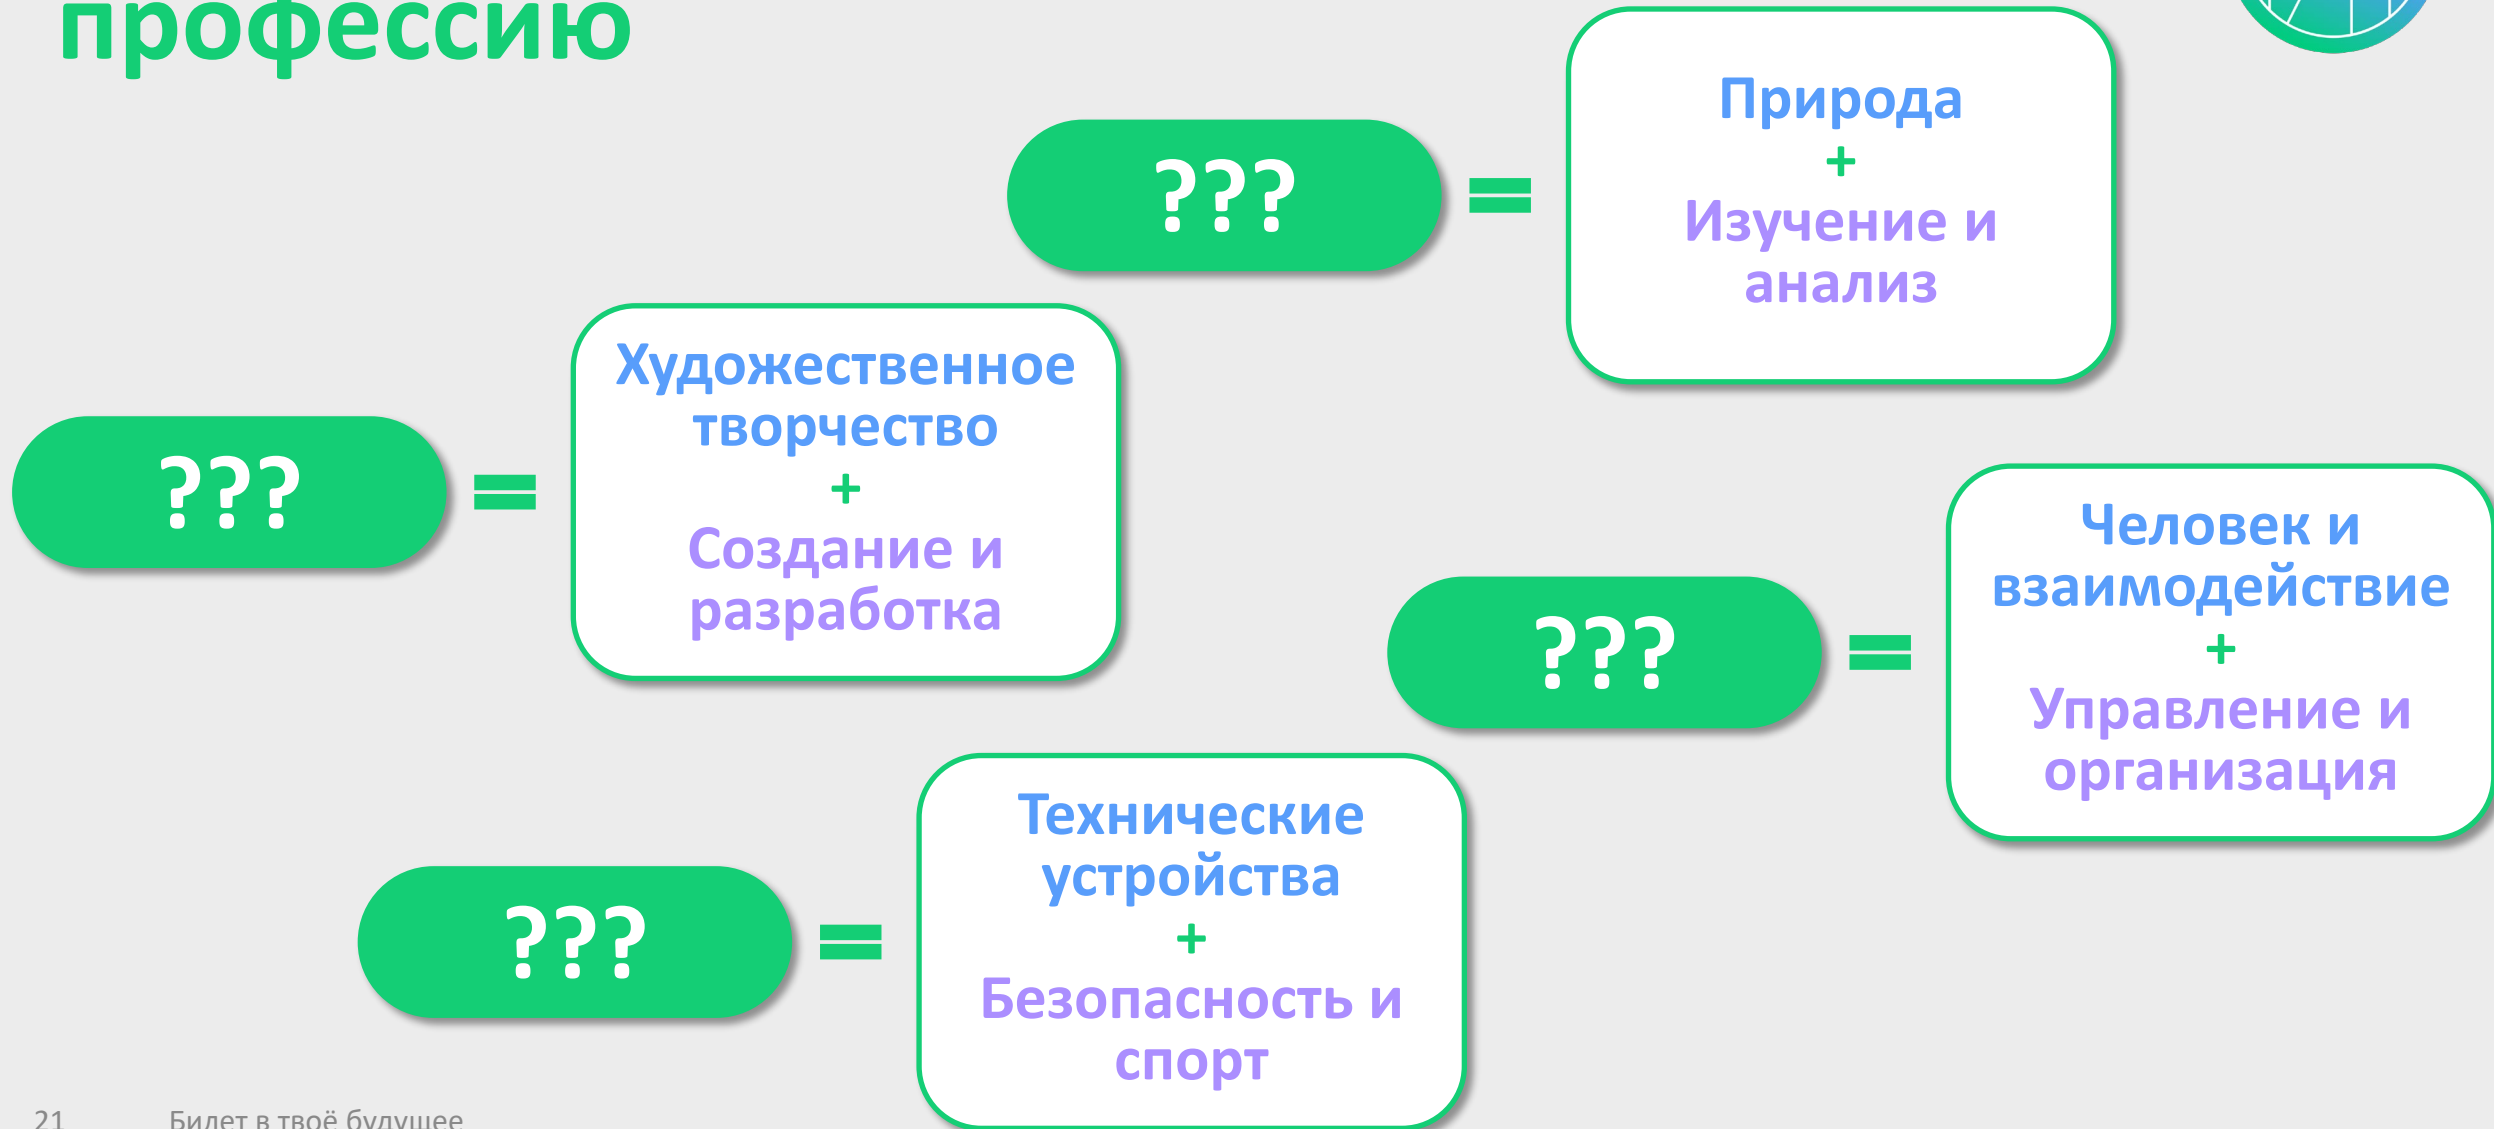 профессию
???
=
Природа
+
Изучение и
анализ
???
=
Художественное
творчество
+
Создание и
разработка
???
=
Человек и
взаимодействие
+
Управление и
организация
???
=
Технические
устройства
+
Безопасность и
спорт
21 Билет в твоё будущее